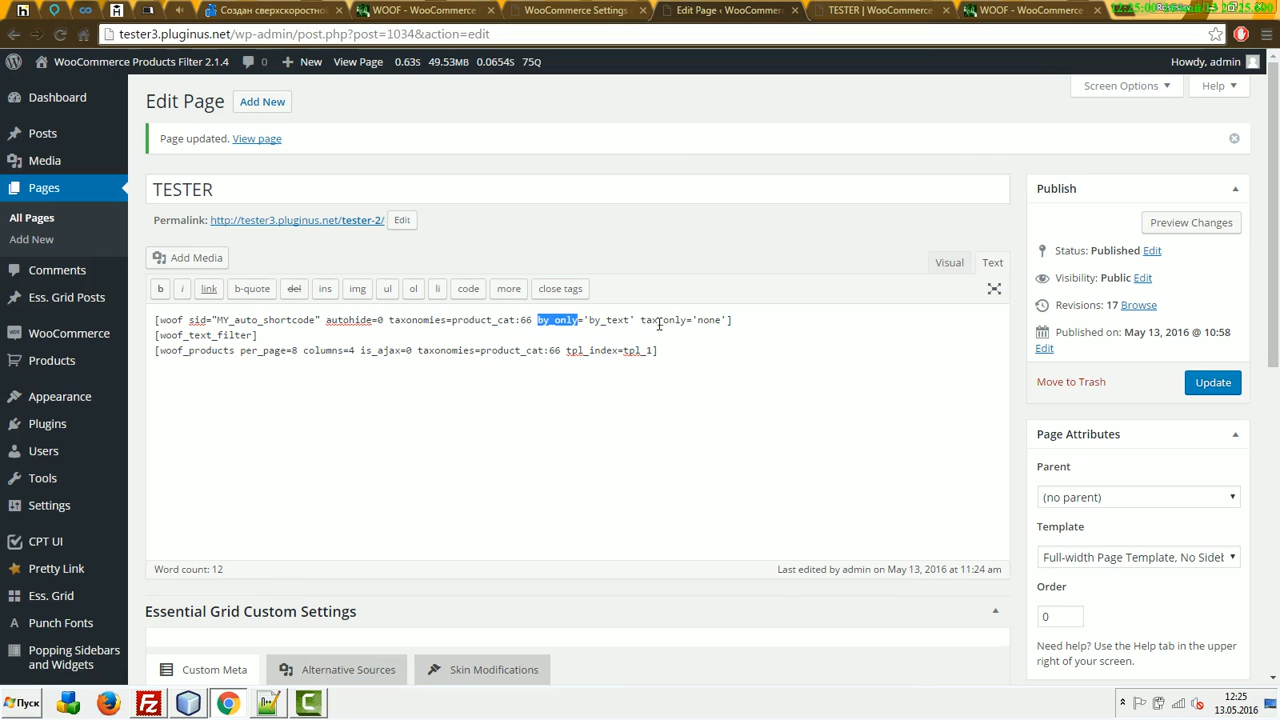 Создан сверхскоростно
WOOF - WooCommerce
WooCommerce Settings
Edit Page ‹ WooCommer
TESTER | WooCommerce
WOOF - WooCommerce
tester3.pluginus.net/wp-admin/post.php?post=1034&action=edit
WooCommerce Products Filter 2.1.4
0
New
View Page
0.63s
49.53MB
0.0654s
75Q
Howdy, admin
Dashboard
Posts
Media
Pages
All Pages
Add New
Comments
Ess. Grid Posts
WooCommerce
Products
Appearance
Plugins
Users
Tools
Settings
CPT UI
Pretty Link
Ess. Grid
Punch Fonts
Popping Sidebars
and Widgets
Screen Options
Help
Edit Page
Add New
Page updated. View page
TESTER
Permalink: http://tester3.pluginus.net/tester-2/
Edit
Add Media
Visual
Text
b
i
link
b-quote
del
ins
img
ul
ol
li
code
more
close tags
[woof sid="MY_auto_shortcode" autohide=0 taxonomies=product_cat:66 by_only='by_text' tax_only='none']
[woof_text_filter]
[woof_products per_page=8 columns=4 is_ajax=0 taxonomies=product_cat:66 tpl_index=tpl_1]
Word count: 12
Last edited by admin on May 13, 2016 at 11:24 am
Essential Grid Custom Settings
Custom Meta
Alternative Sources
Skin Modifications
Publish
Preview Changes
Status: Published Edit
Visibility: Public Edit
Revisions: 17 Browse
Published on: May 13, 2016 @ 10:58
Edit
Move to Trash
Update
Page Attributes
Parent
(no parent)
Template
Full-width Page Template, No Sideb
Order
0
Need help? Use the Help tab in the upper
right of your screen.
Пуск
12:25
13.05.2016